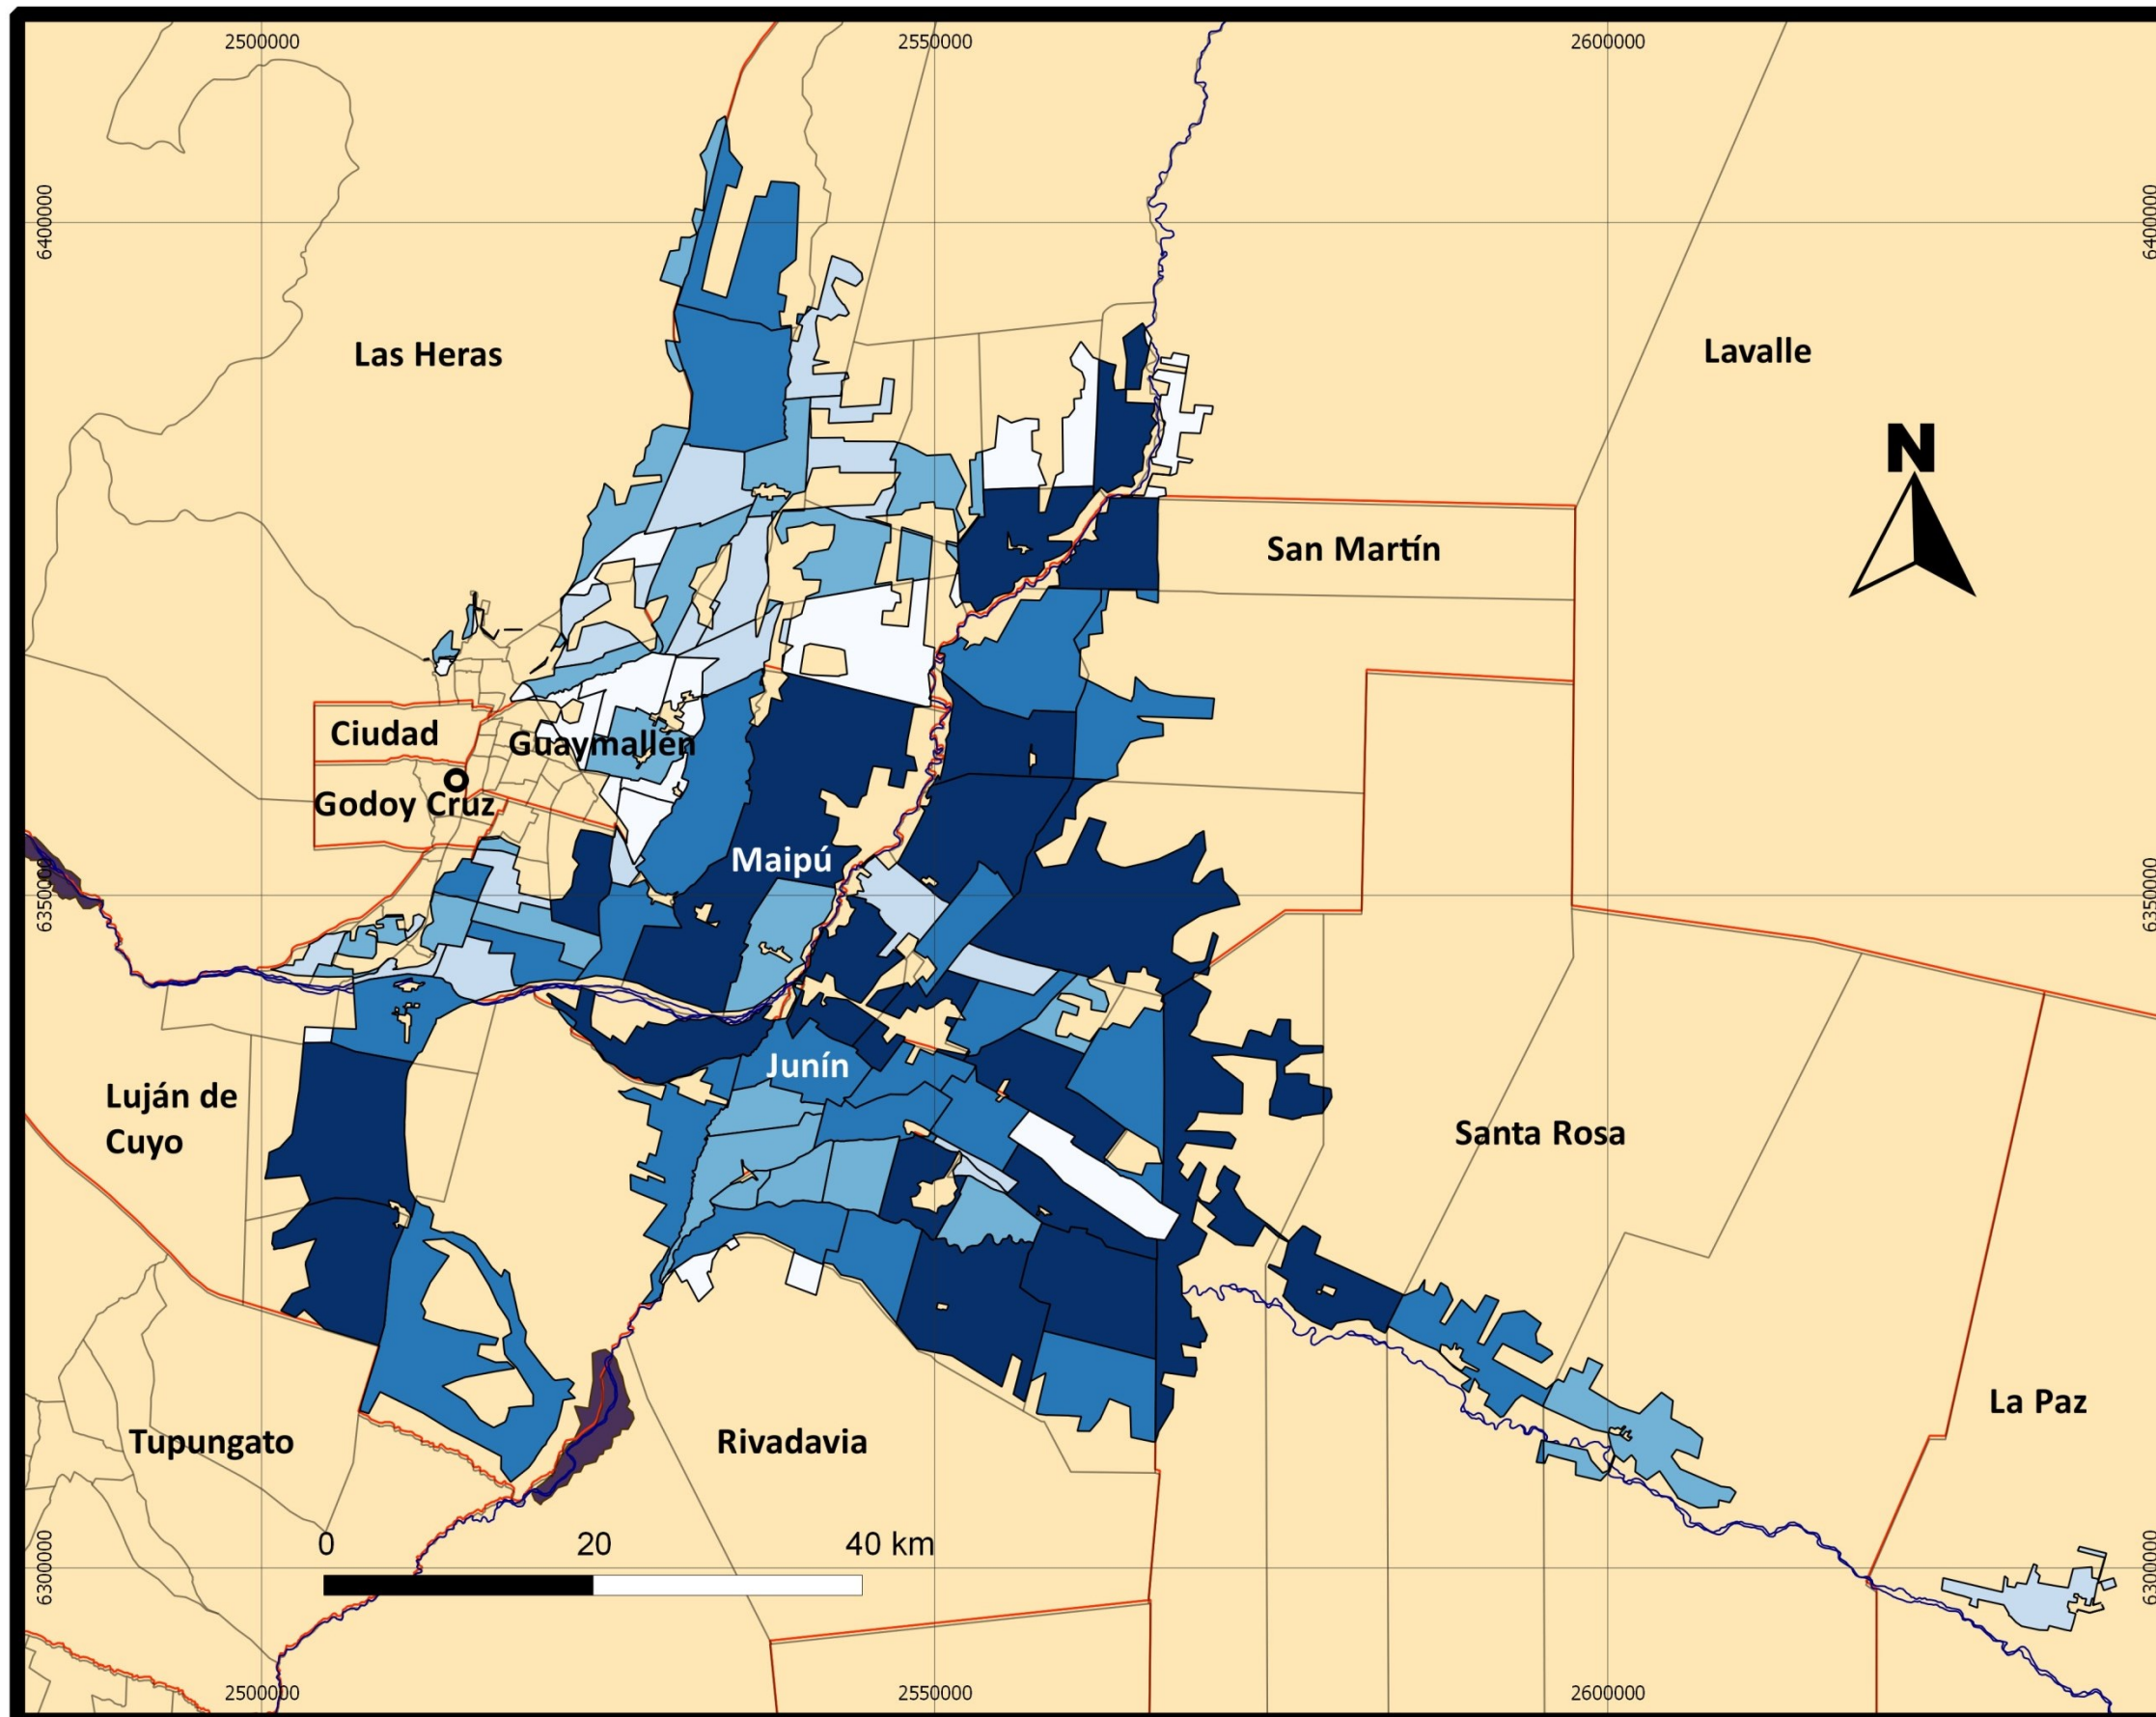 2500000
2550000
2600000
6400000
6400000
Las Heras
Lavalle
N
San Martín
Ciudad
Guaymallén
Godoy Cruz
Maipú
6350000
6350000
Junín
Luján de
Cuyo
Santa Rosa
La Paz
Tupungato
Rivadavia
0
20
40 km
6300000
6300000
2500000
2550000
2600000